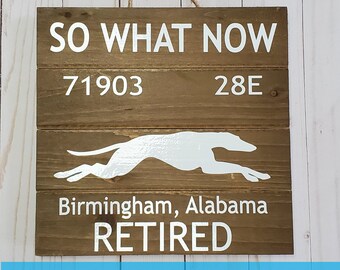 SO WHAT NOW
71903 28E
Birmingham, Alabama
RETIRED